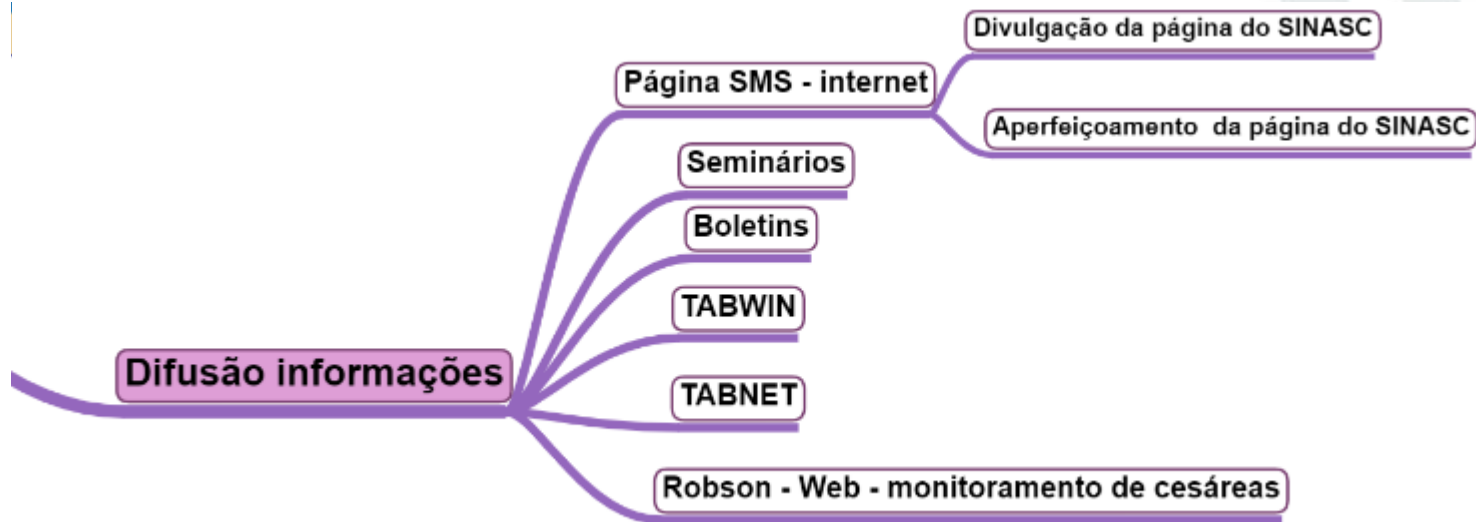 Divulgação da página do SINASC
Página SMS - internet
Aperfeiçoamento da página do SINASC
Seminários
Boletins
TABWIN
Difusão informações
TABNET
Robson - Web - monitoramento de cesáreas